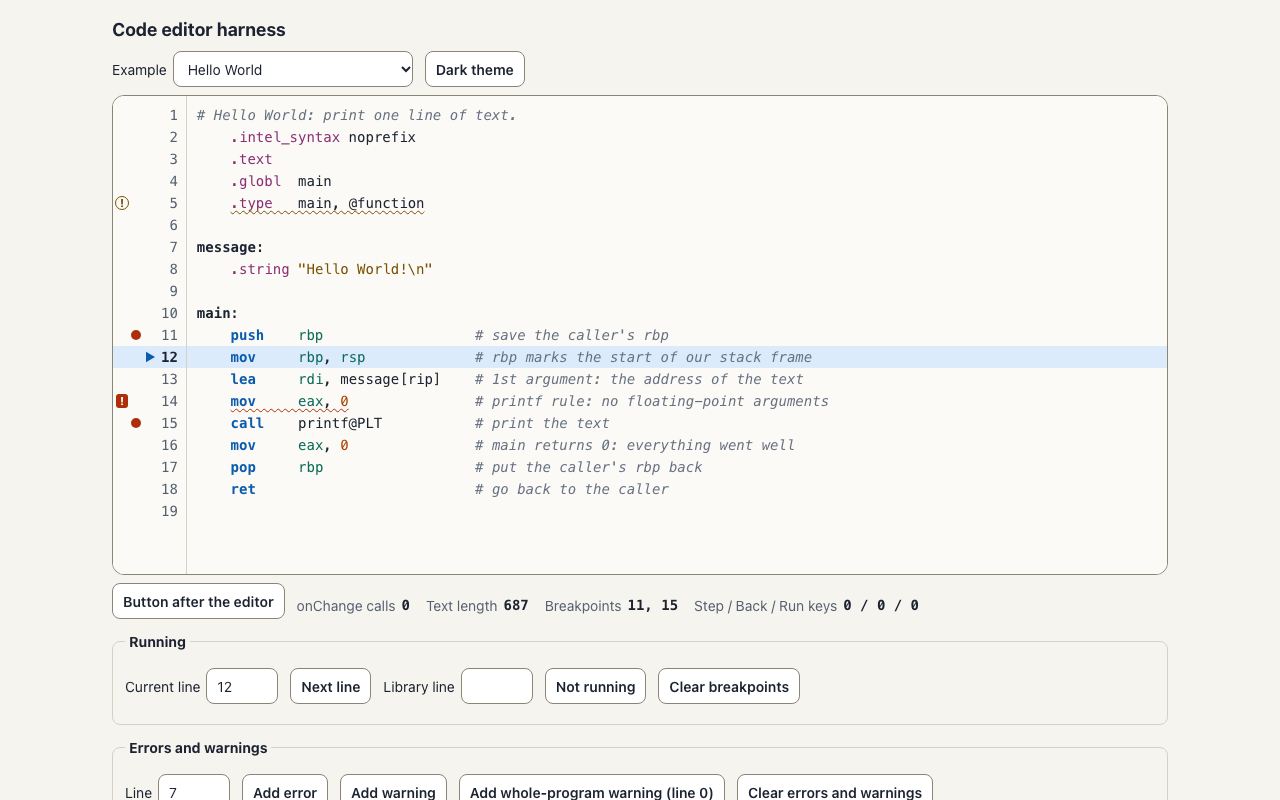 Code editor harness
Example Hello World Dark theme
1 # Hello World: print one line of text.
2 .intel_syntax noprefix
3 .text
4 .globl main
! 5 .type main, @function
6
7 message:
8 .string "Hello World!\n"
9
10 main:
11 push rbp # save the caller's rbp
12 mov rbp, rsp # rbp marks the start of our stack frame
13 lea rdi, message[rip] # 1st argument: the address of the text
! 14 mov eax, 0 # printf rule: no floating-point arguments
15 call printf@PLT # print the text
16 mov eax, 0 # main returns 0: everything went well
17 pop rbp # put the caller's rbp back
18 ret # go back to the caller
19
Button after the editor onChange calls 0 Text length 687 Breakpoints 11, 15 Step / Back / Run keys 0 / 0 / 0
Running
Current line 12 Next line Library line Not running Clear breakpoints
Errors and warnings
Line 7 Add error Add warning Add whole-program warning (line 0) Clear errors and warnings